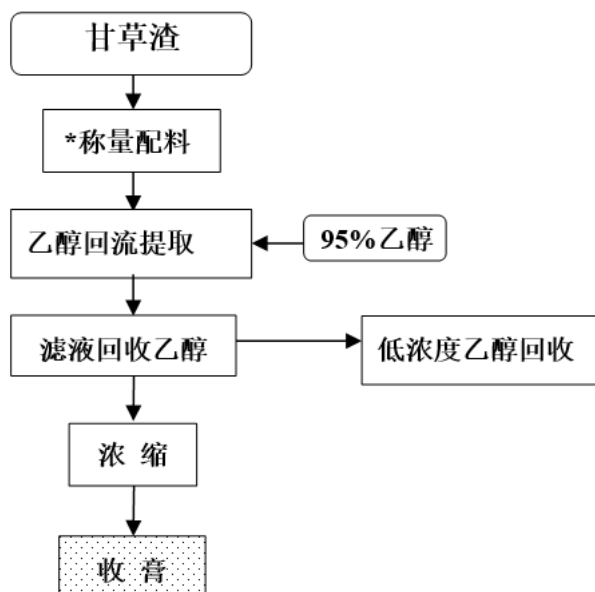 甘草渣
*称量配料
乙醇回流提取
95%乙醇
滤液回收乙醇
低浓度乙醇回收
浓 缩
收 膏